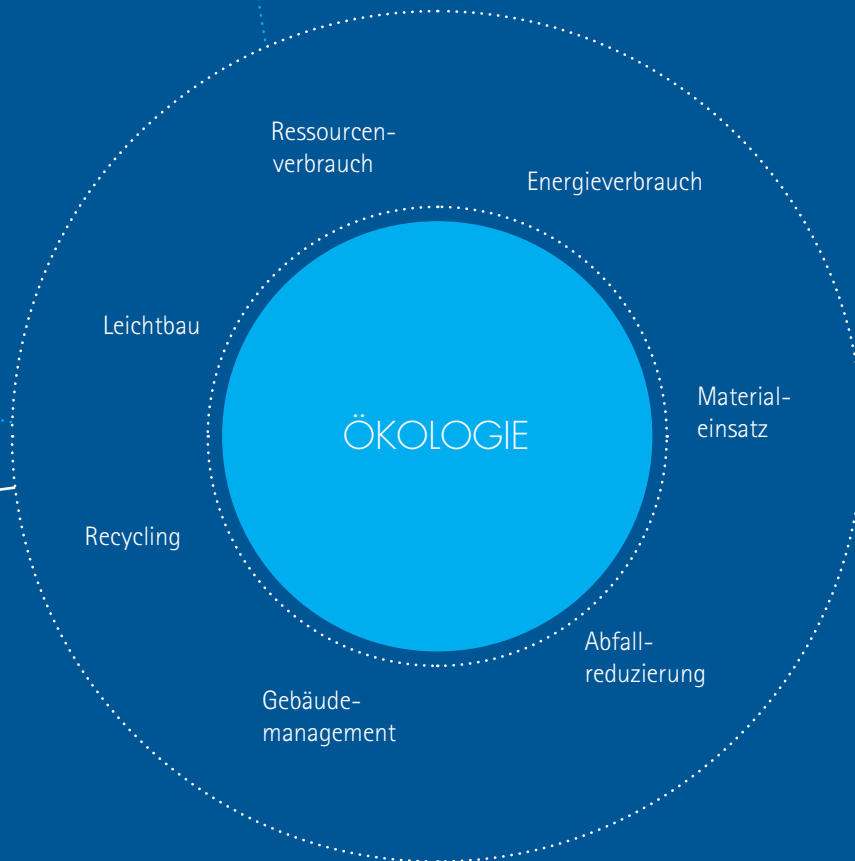 Ressourcen-
verbrauch
Energieverbrauch
Leichtbau
Material-
einsatz
ÖKOLOGIE
Recycling
Abfall-
reduzierung
Gebäude-
management